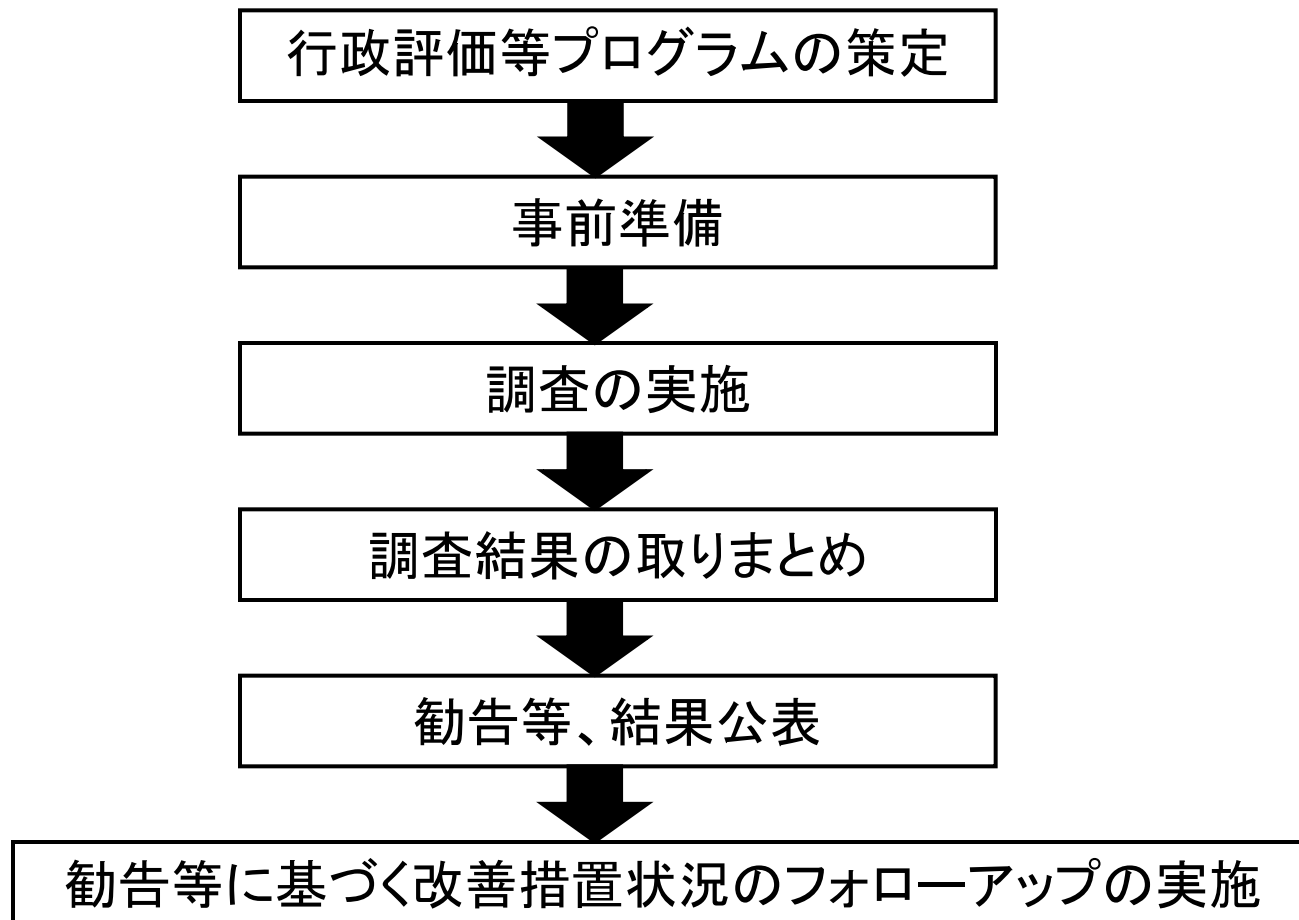 行政評価等プログラムの策定
事前準備
調査の実施
調査結果の取りまとめ
勧告等、結果公表
勧告等に基づく改善措置状況のフォローアップの実施